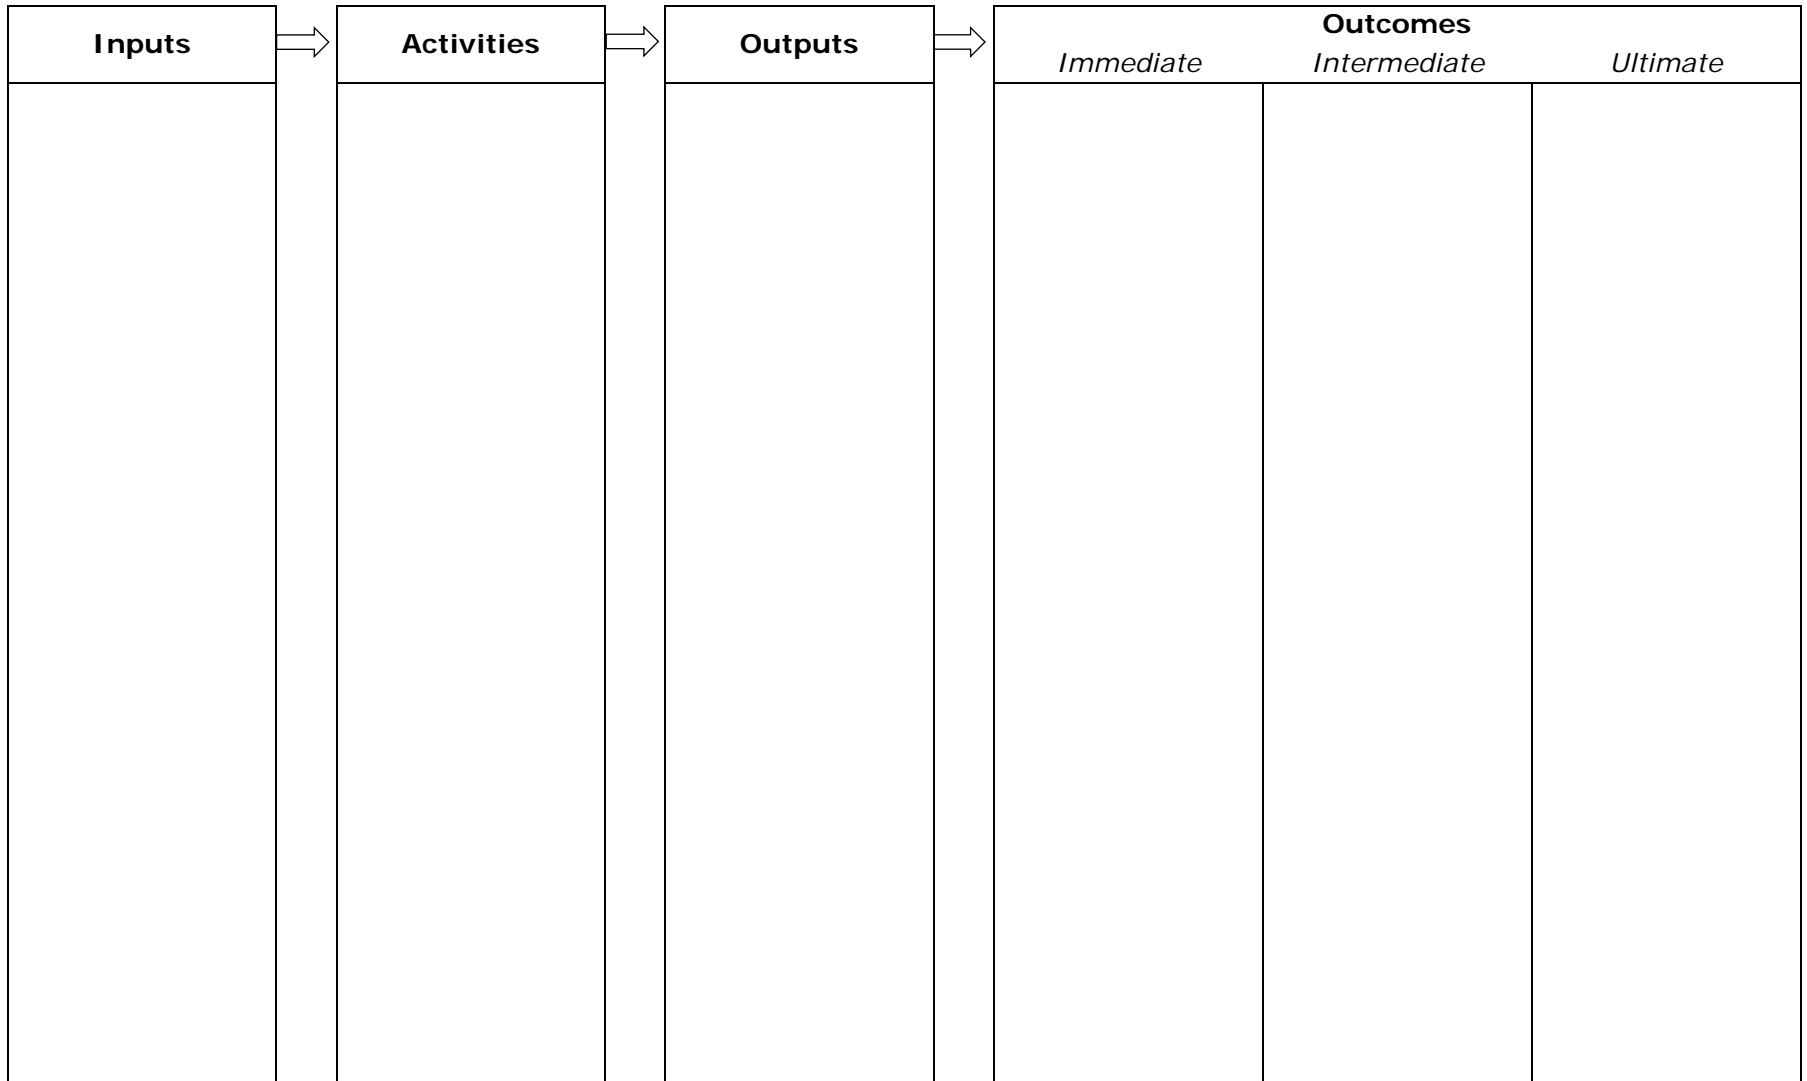 Inputs
Activities
Outputs
Outcomes
Immediate
Intermediate
Ultimate